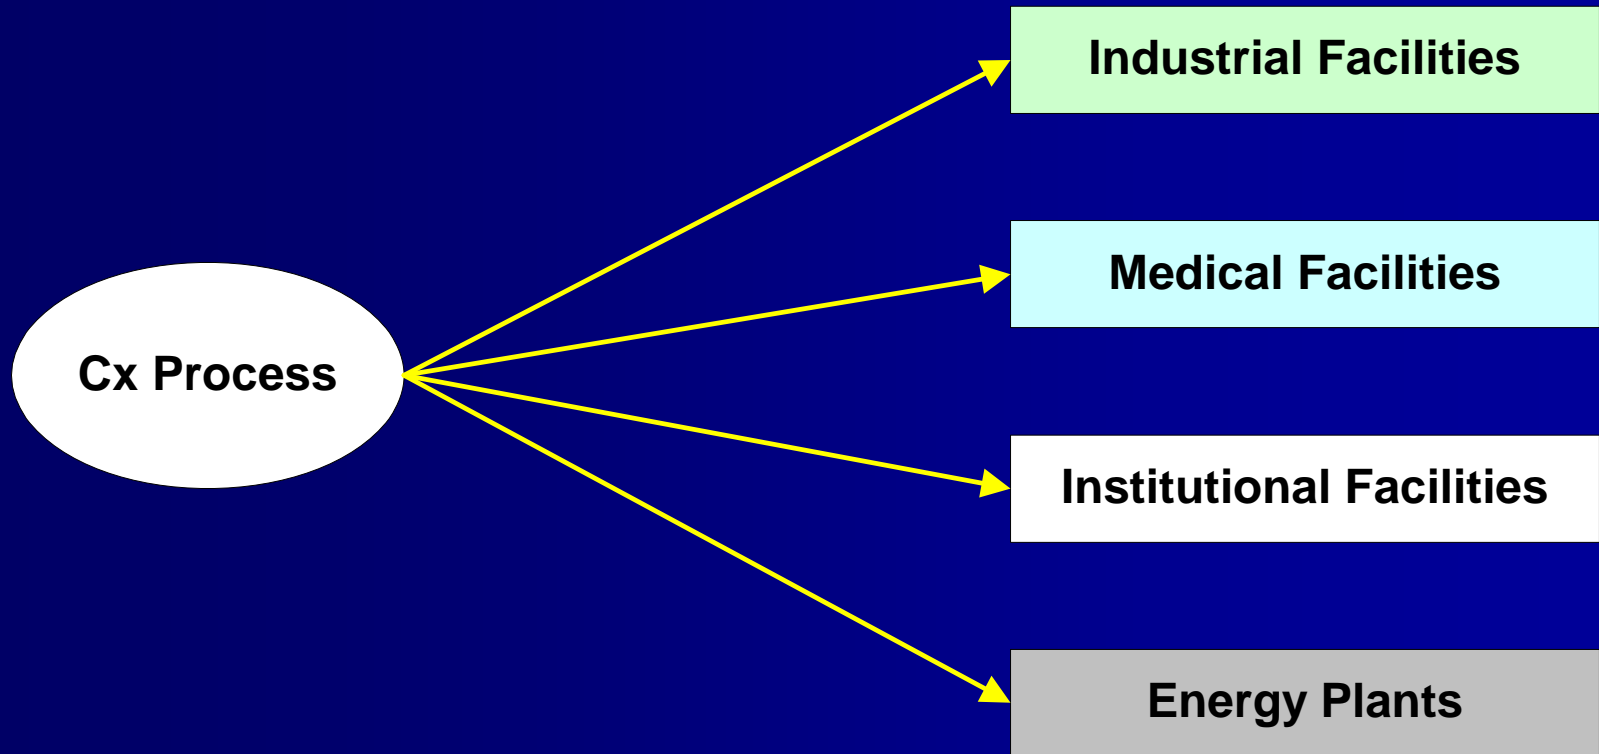 Industrial Facilities
Medical Facilities
Cx Process
Institutional Facilities
Energy Plants